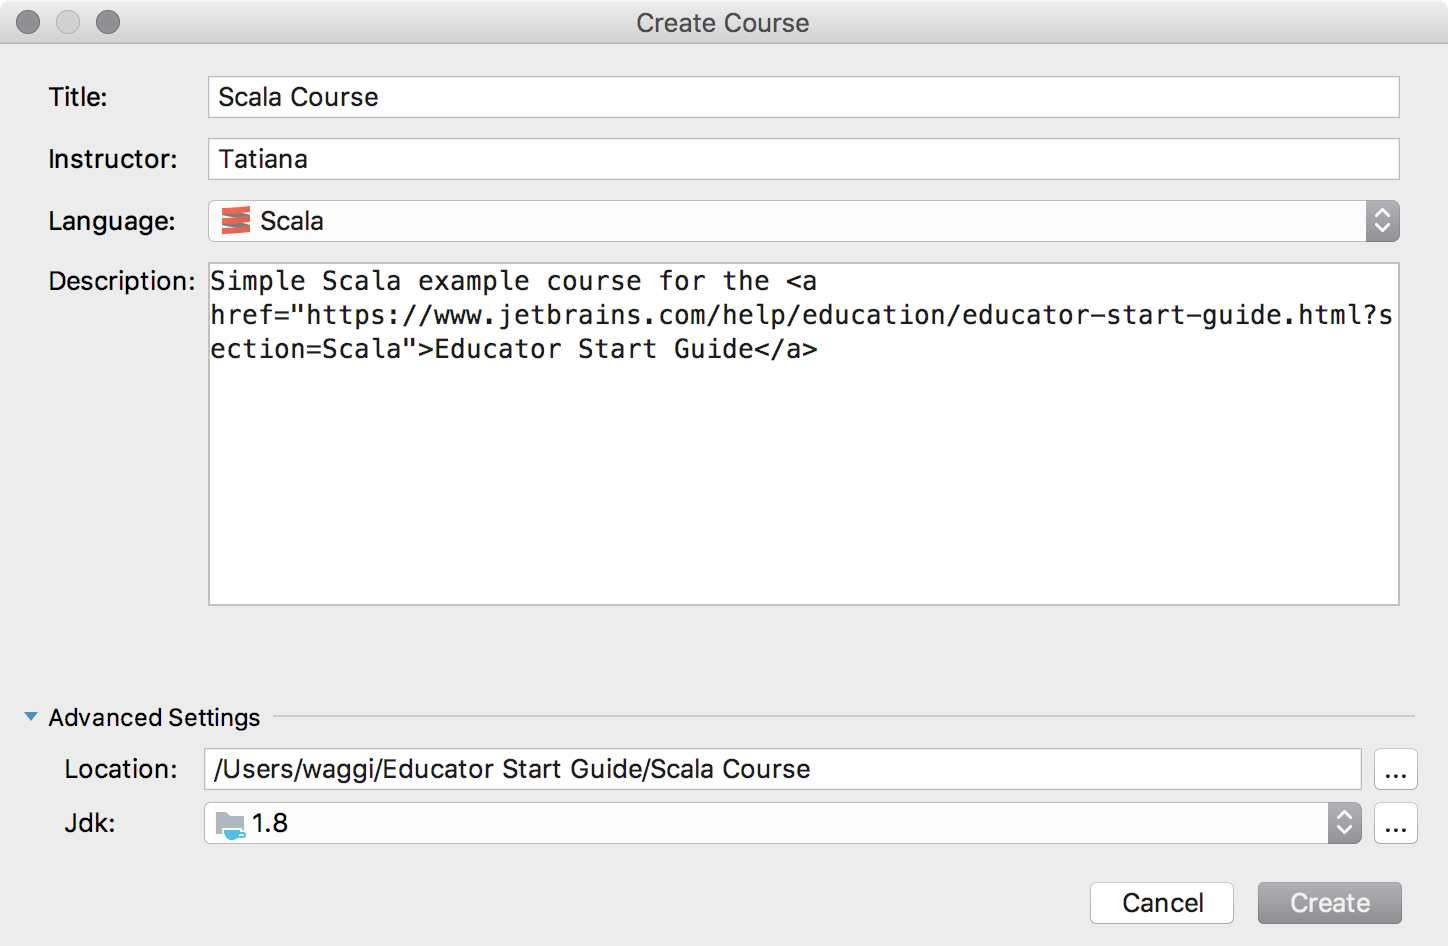 Create Course
Title: Scala Course
Instructor: Tatiana
Language: Scala
Description: Simple Scala example course for the <a
href="https://www.jetbrains.com/help/education/educator-start-guide.html?s
ection=Scala">Educator Start Guide</a>
Advanced Settings
Location: /Users/waggi/Educator Start Guide/Scala Course ...
Jdk: 1.8 ...
Cancel Create